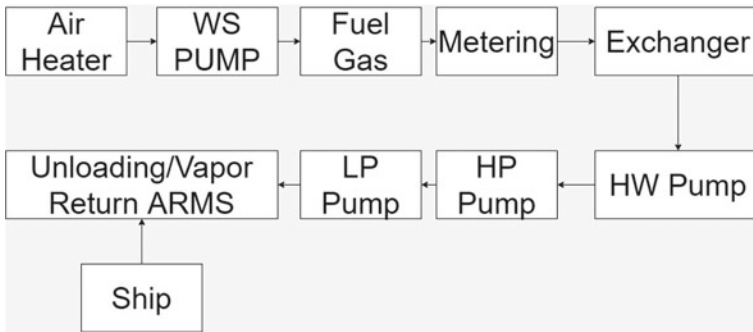 Air
Heater
WS
PUMP
Fuel
Gas
Metering
Exchanger
Unloading/Vapor
Return ARMS
LP
Pump
HP
Pump
HW Pump
Ship